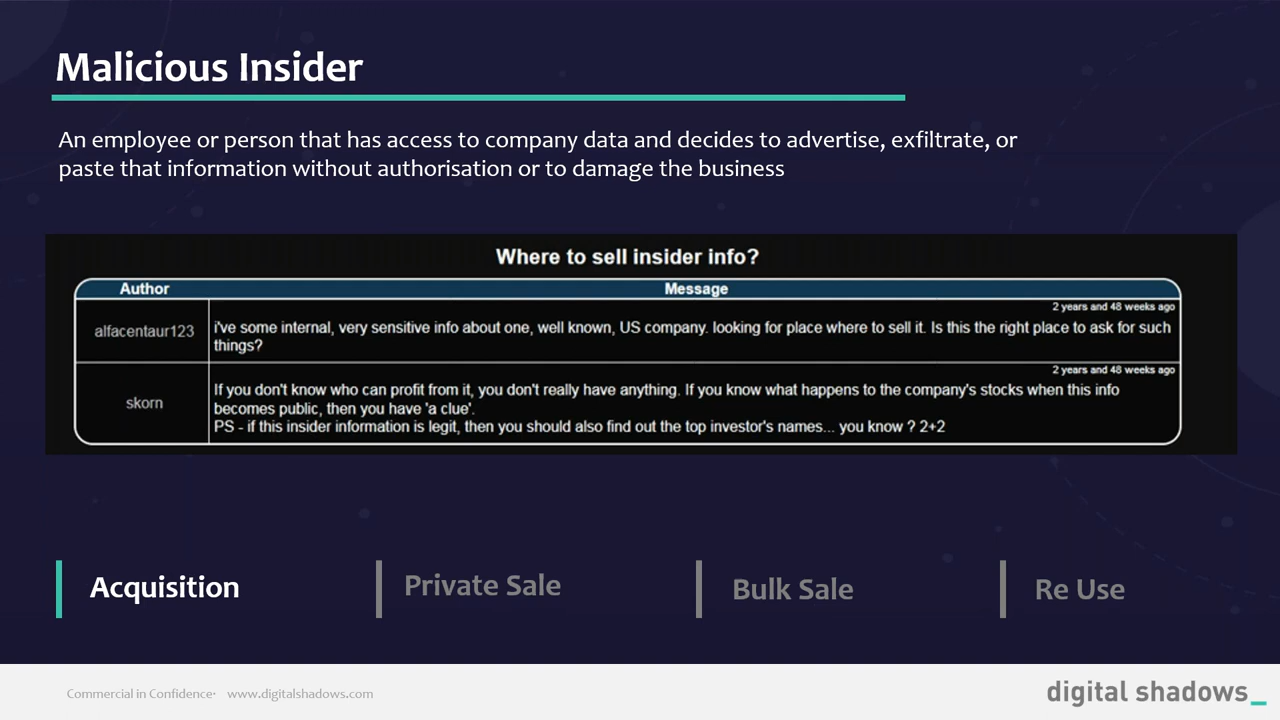 Malicious Insider
An employee or person that has access to company data and decides to advertise, exfiltrate, or
paste that information without authorisation or to damage the business
Where to sell insider info?
Author Message
2 years and 48 weeks ago
alfacentaur123
i've some internal, very sensitive info about one, well known, US company. looking for place where to sell it. Is this the right place to ask for such
things?
2 years and 48 weeks ago
skorn
If you don't know who can profit from it, you don't really have anything. If you know what happens to the company's stocks when this info
becomes public, then you have 'a clue'.
PS - if this insider information is legit, then you should also find out the top investor's names... you know ? 2+2
Acquisition Private Sale Bulk Sale Re Use
Commercial in Confidence· www.digitalshadows.com
digital shadows_